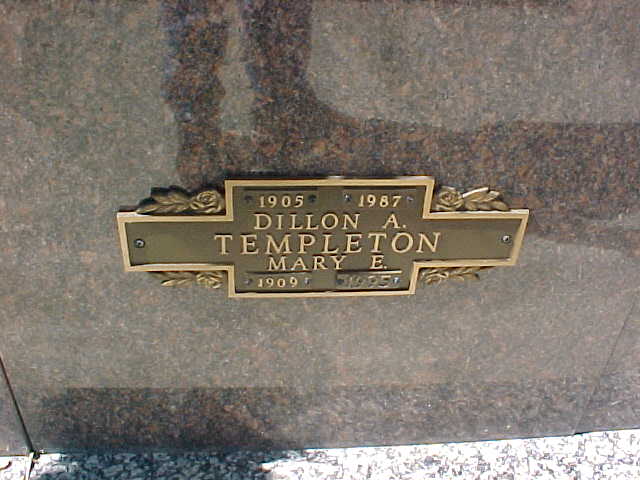 1905 1987
DILLON A.
TEMPLETON
MARY E.
1909 1995